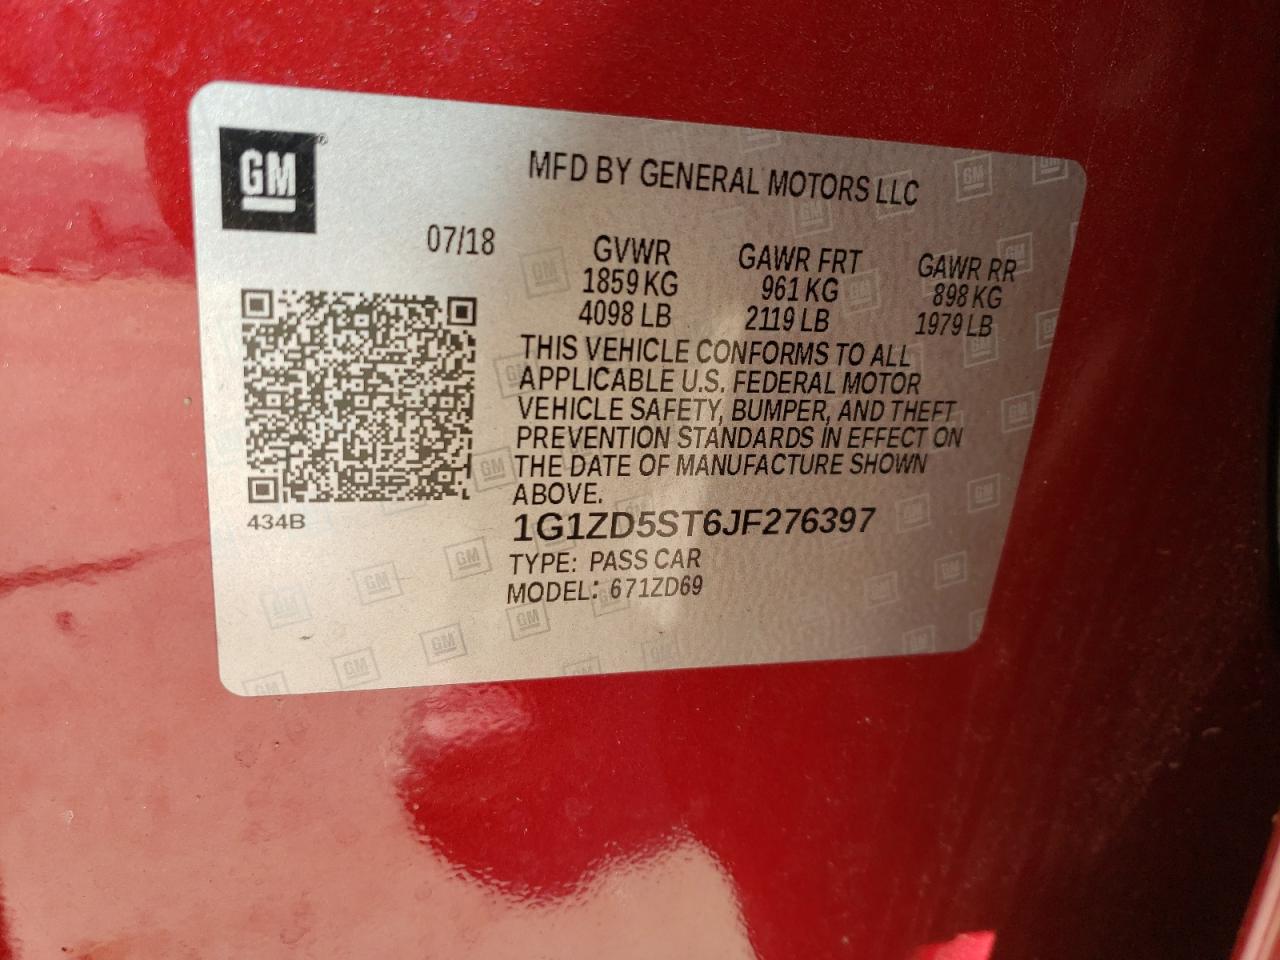 GM
MFD BY GENERAL MOTORS LLC
07/18
GVWR GAWR FRT GAWR RR
1859 KG 961 KG 898 KG
4098 LB 2119 LB 1979 LB
THIS VEHICLE CONFORMS TO ALL
APPLICABLE U.S. FEDERAL MOTOR
VEHICLE SAFETY, BUMPER, AND THEFT
PREVENTION STANDARDS IN EFFECT ON
THE DATE OF MANUFACTURE SHOWN
ABOVE.
434B
1G1ZD5ST6JF276397
TYPE: PASS CAR
MODEL: 671ZD69